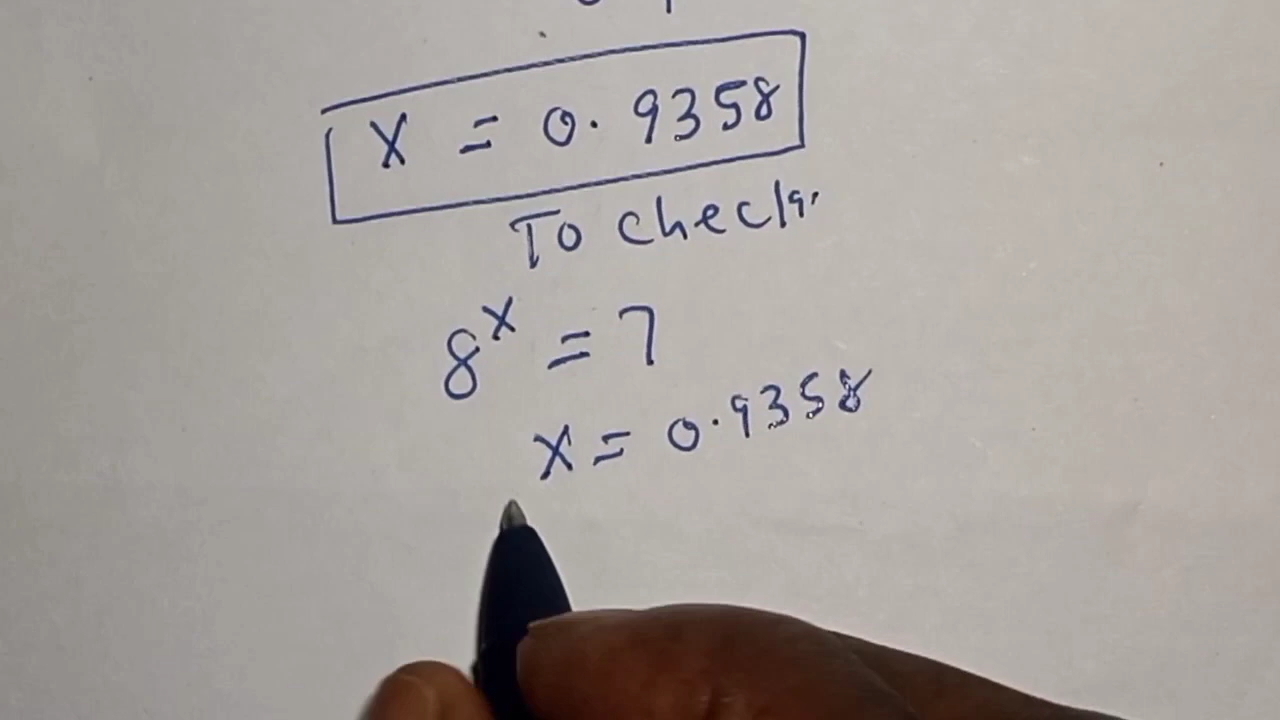 X = 0.9358
To check.
8^X = 7
X = 0.9358